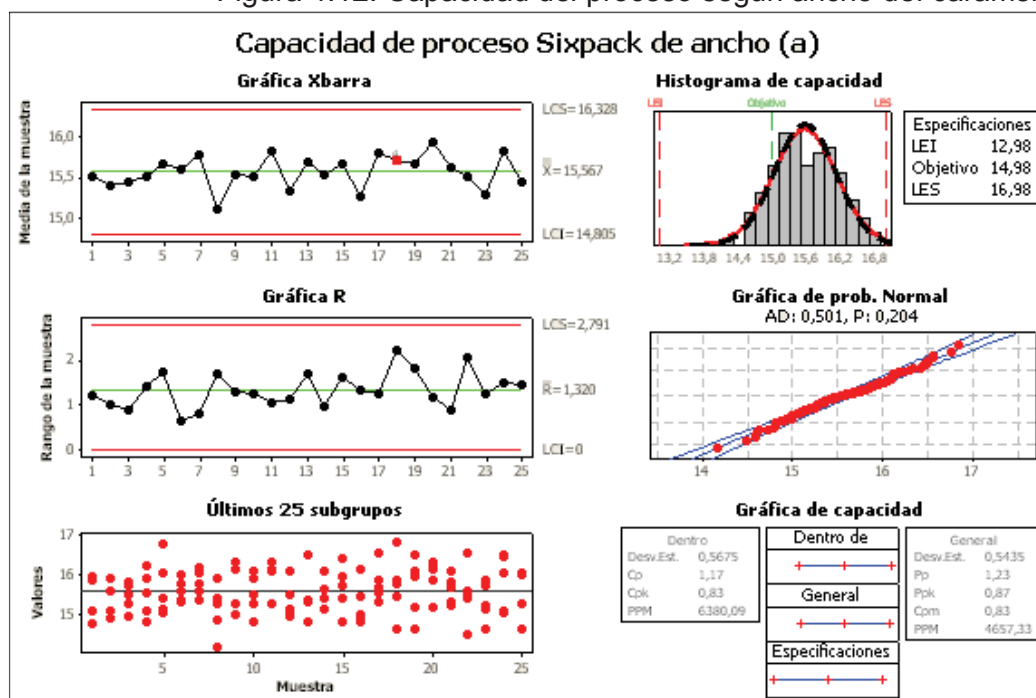 Figura 4.12. Capacidad del proceso según ancho del
Capacidad de proceso Sixpack de ancho (a)
Gráfica Xbarra
Media de la muestra
16,0
15,5
15,0
LCS=16,328
X=15,567
LCI=14,805
1 3 5 7 9 11 13 15 17 19 21 23 25
Histograma de capacidad
LEI Objetivo LES
Especificaciones
LEI 12,98
Objetivo 14,98
LES 16,98
13,2 13,8 14,4 15,0 15,6 16,2 16,8
Gráfica R
Rango de la muestra
2
1
0
LCS=2,791
R=1,320
LCI=0
1 3 5 7 9 11 13 15 17 19 21 23 25
Gráfica de prob. Normal
AD: 0,501, P: 0,204
14 15 16 17
Últimos 25 subgrupos
Valores
17
16
15
5 10 15 20 25
Muestra
Gráfica de capacidad
Dentro
Desv.Est. 0,5675
Cp 1,17
Cpk 0,83
PPM 6380,09
Dentro de
General
Especificaciones
General
Desv.Est. 0,5435
Pp 1,23
Ppk 0,87
Cpm 0,83
PPM 4657,33